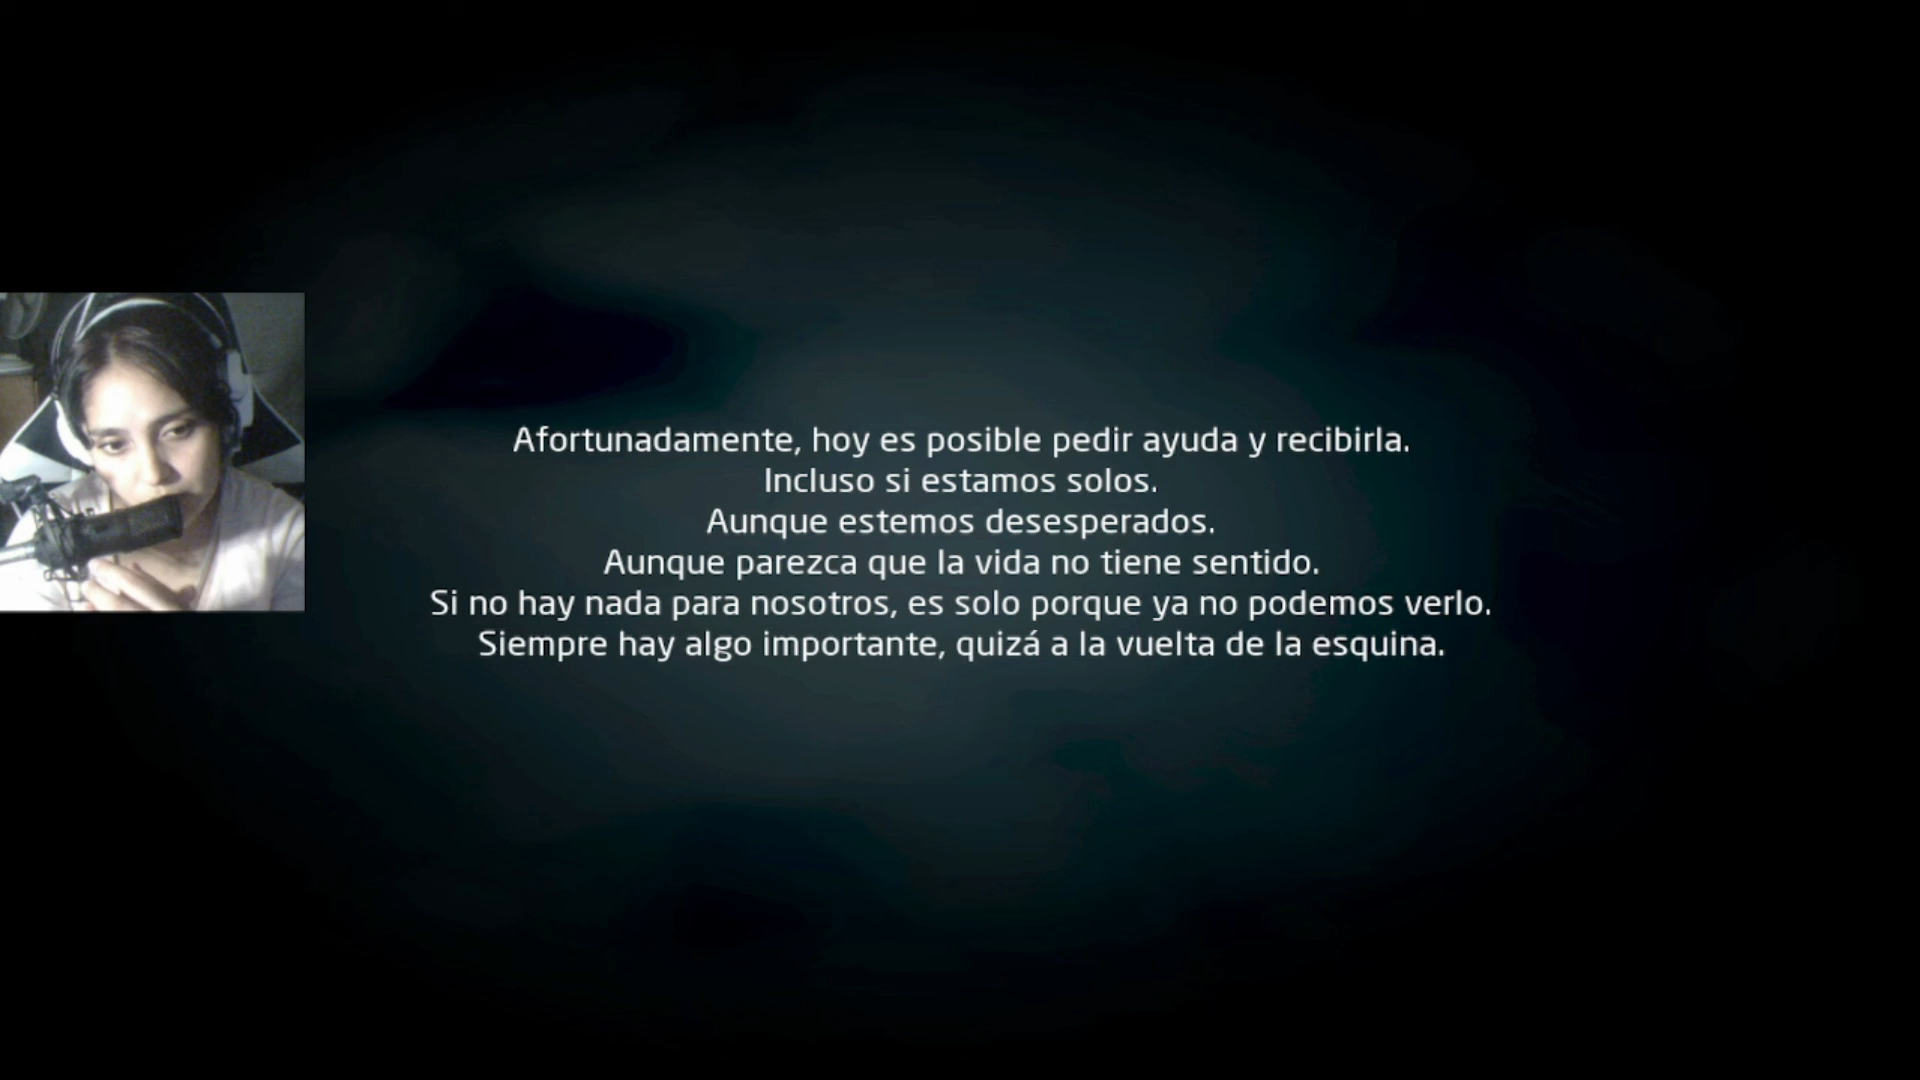 Afortunadamente, hoy es posible pedir ayuda y recibirla.
Incluso si estamos solos.
Aunque estemos desesperados.
Aunque parezca que la vida no tiene sentido.
Si no hay nada para nosotros, es solo porque ya no podemos verlo.
Siempre hay algo importante, quizá a la vuelta de la esquina.